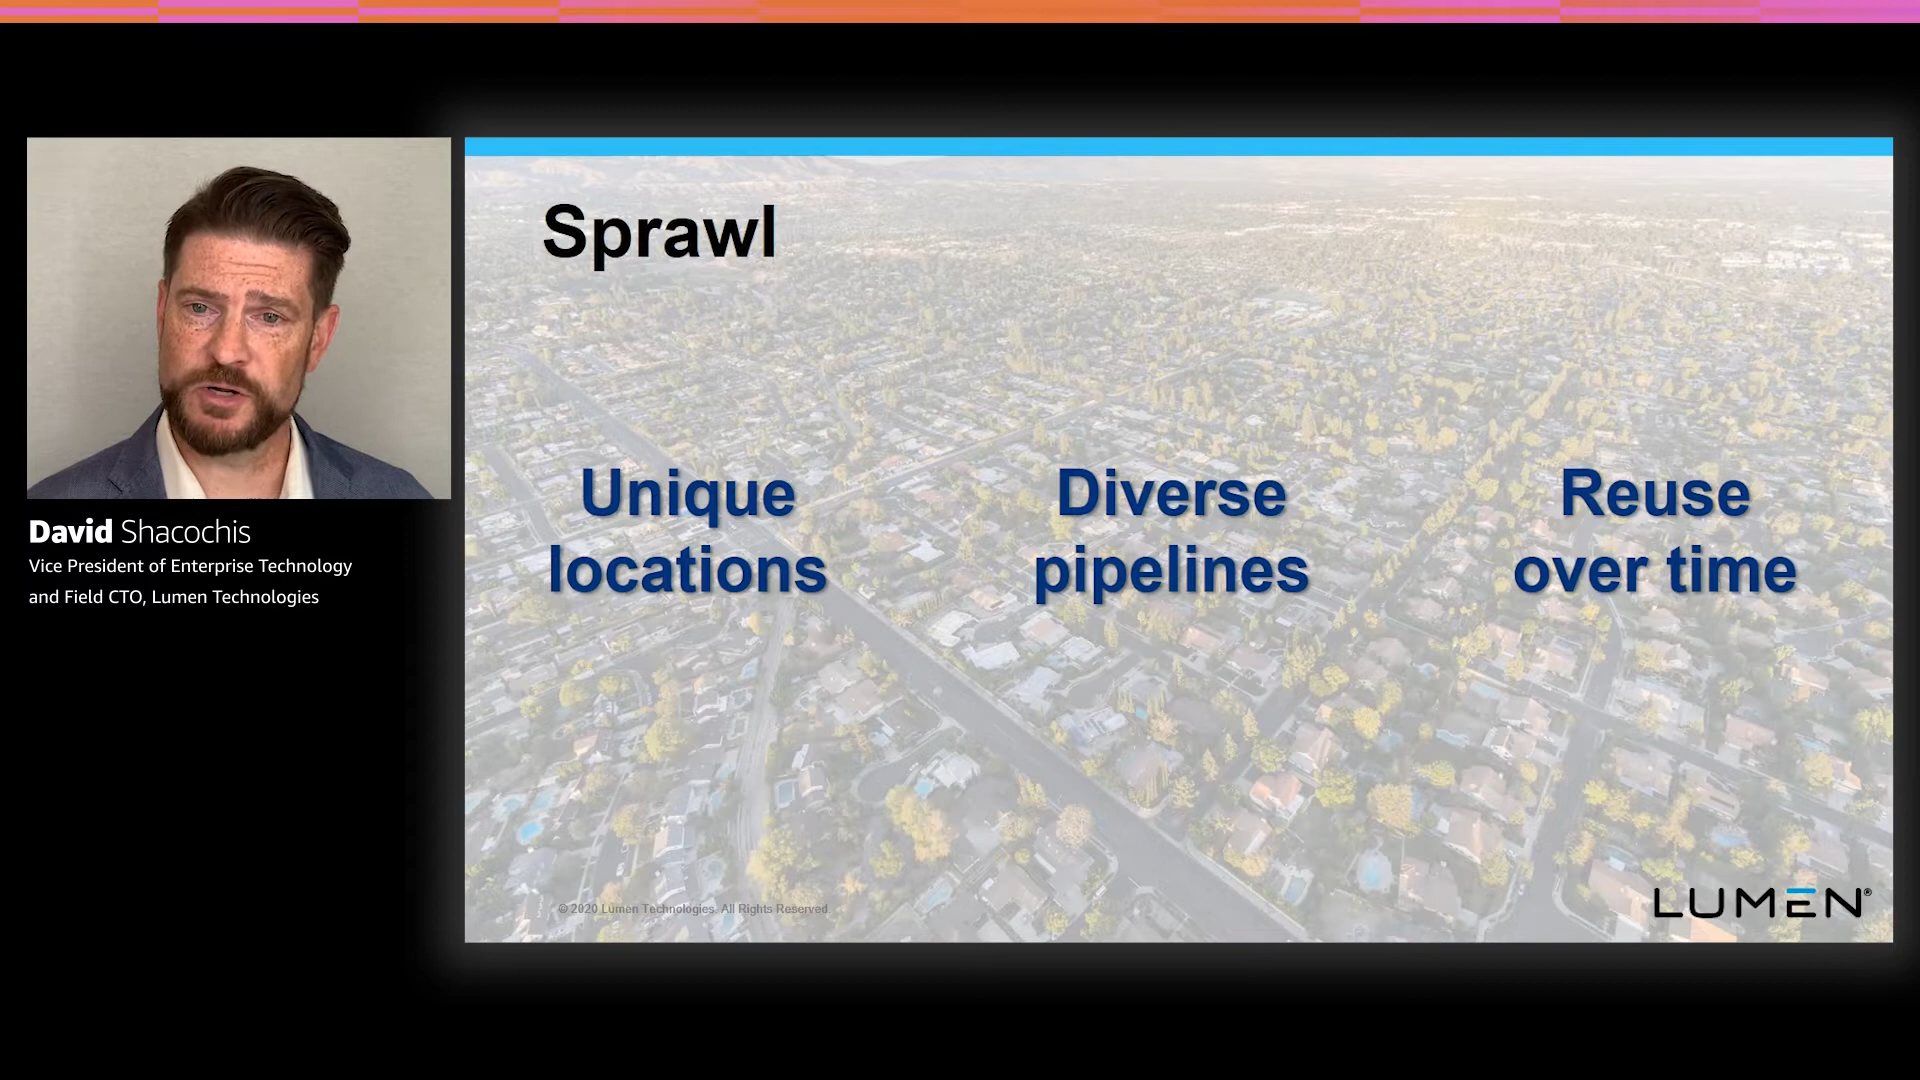 David Shacochis
Vice President of Enterprise Technology
and Field CTO, Lumen Technologies
Sprawl
Unique
locations
Diverse
pipelines
Reuse
over time
© 2020 Lumen Technologies. All Rights Reserved
LUMEN®